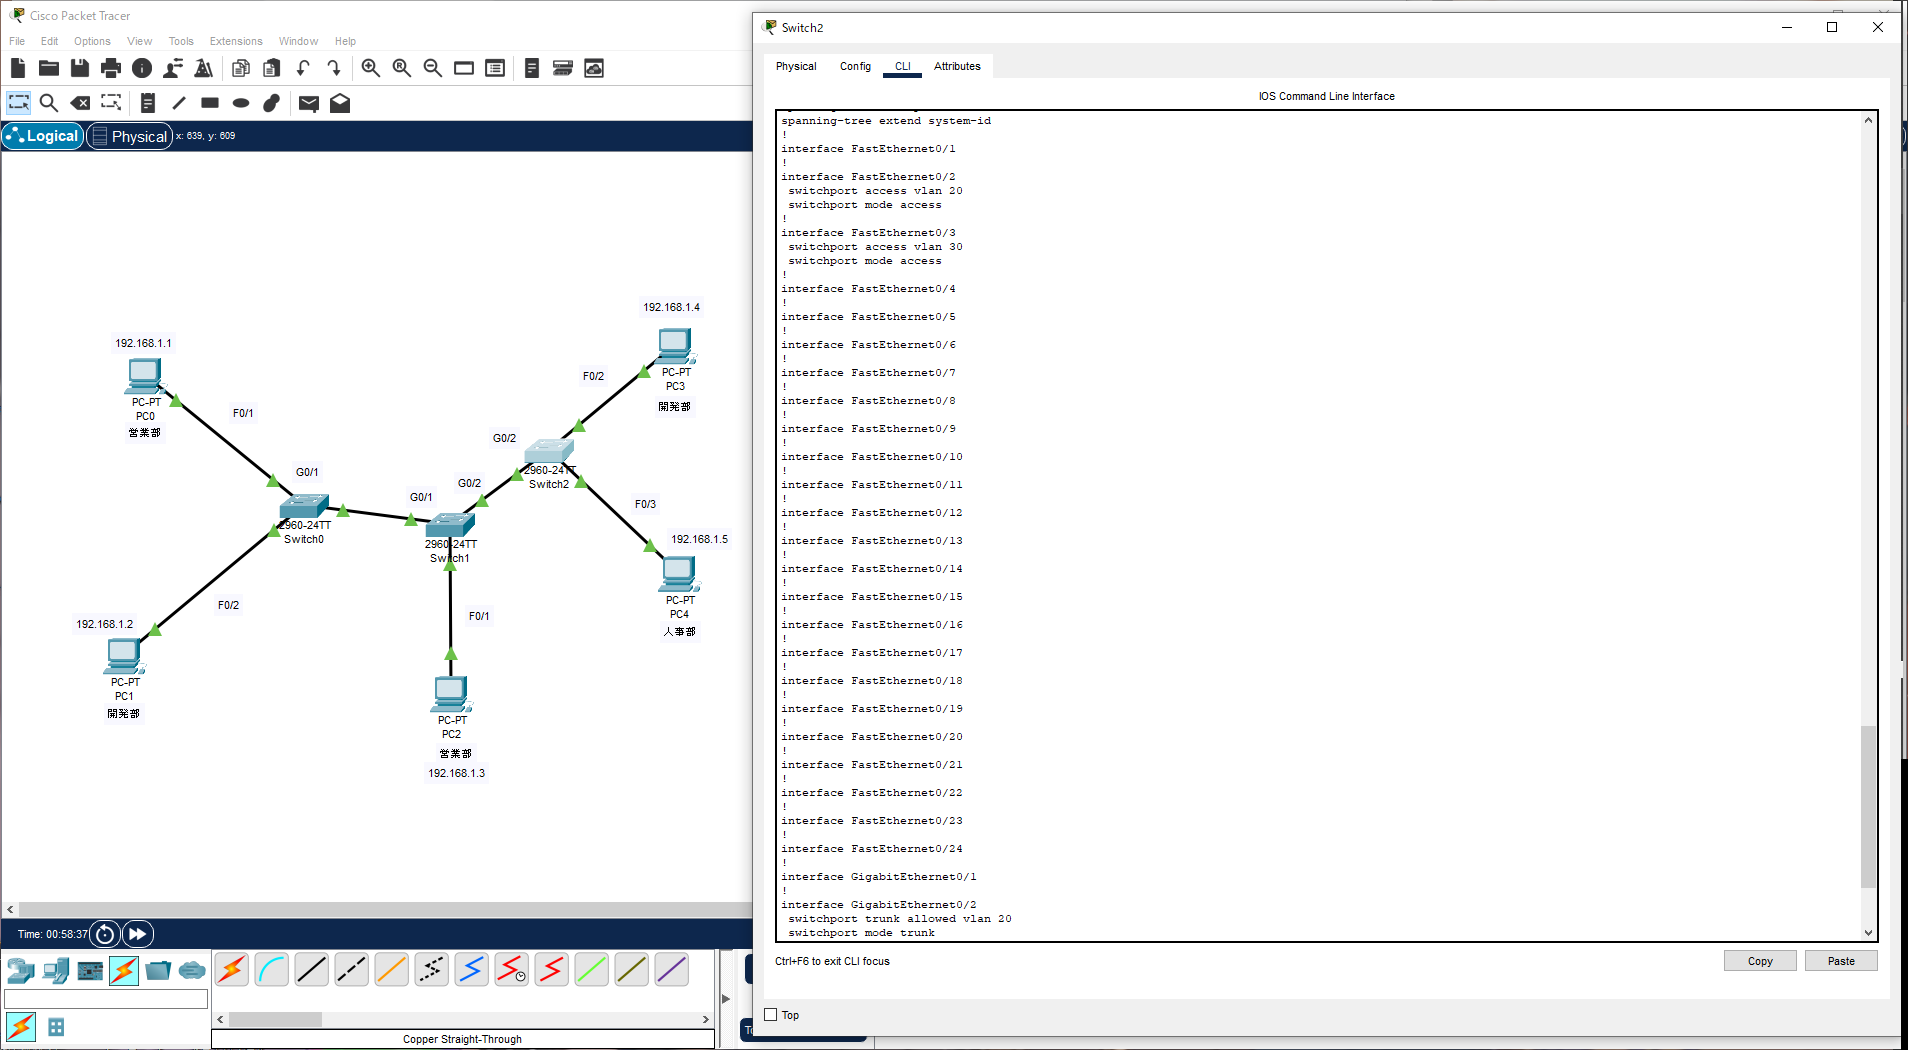 Cisco Packet Tracer
File Edit Options View Tools Extensions Window Help
Logical
Physical
x: 639, y: 609
192.168.1.4
192.168.1.1
F0/2
PC-PT
PC3
開発部
PC-PT
PC0
営業部
F0/1
G0/2
2960-24TT
Switch2
G0/1
G0/2
G0/1
F0/3
2960-24TT
Switch0
2960-24TT
Switch1
192.168.1.5
PC-PT
PC4
人事部
F0/2
F0/1
192.168.1.2
PC-PT
PC1
開発部
PC-PT
PC2
営業部
192.168.1.3
Time: 00:58:37
Copper Straight-Through
Switch2
Physical Config CLI Attributes
IOS Command Line Interface
spanning-tree extend system-id
!
interface FastEthernet0/1
!
interface FastEthernet0/2
switchport access vlan 20
switchport mode access
!
interface FastEthernet0/3
switchport access vlan 30
switchport mode access
!
interface FastEthernet0/4
!
interface FastEthernet0/5
!
interface FastEthernet0/6
!
interface FastEthernet0/7
!
interface FastEthernet0/8
!
interface FastEthernet0/9
!
interface FastEthernet0/10
!
interface FastEthernet0/11
!
interface FastEthernet0/12
!
interface FastEthernet0/13
!
interface FastEthernet0/14
!
interface FastEthernet0/15
!
interface FastEthernet0/16
!
interface FastEthernet0/17
!
interface FastEthernet0/18
!
interface FastEthernet0/19
!
interface FastEthernet0/20
!
interface FastEthernet0/21
!
interface FastEthernet0/22
!
interface FastEthernet0/23
!
interface FastEthernet0/24
!
interface GigabitEthernet0/1
!
interface GigabitEthernet0/2
switchport trunk allowed vlan 20
switchport mode trunk
Ctrl+F6 to exit CLI focus
Copy
Paste
Top